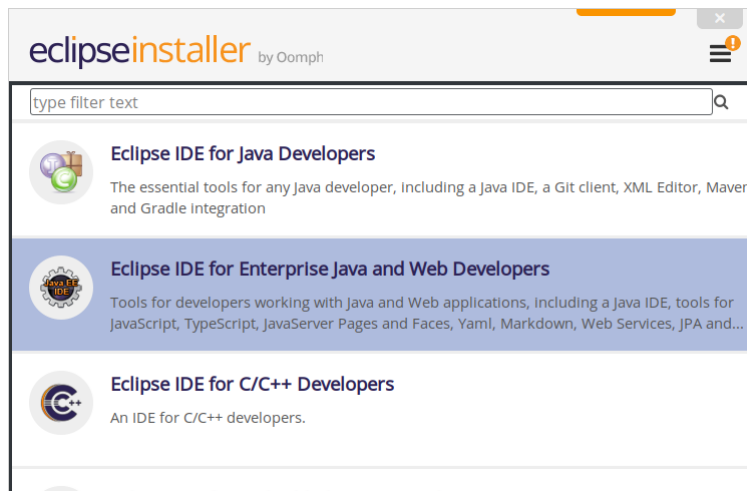 eclipseinstaller by Oomph
type filter text
Eclipse IDE for Java Developers
The essential tools for any Java developer, including a Java IDE, a Git client, XML Editor,
and Gradle integration
Java EE
IDE
Eclipse IDE for Enterprise Java and Web Developers
Tools for developers working with Java and Web applications, including a Java IDE, tools for
JavaScript, TypeScript, JavaServer Pages and Faces, Yaml, Markdown, Web Services, JPA and...
C++
Eclipse IDE for C/C++ Developers
An IDE for C/C++ developers.